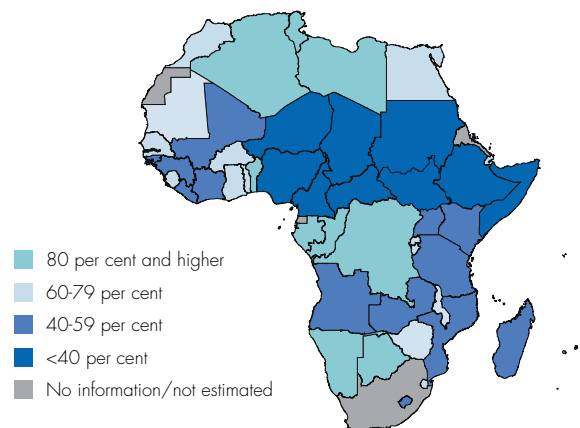 80 per cent and higher
60-79 per cent
40-59 per cent
<40 per cent
No information/not estimated